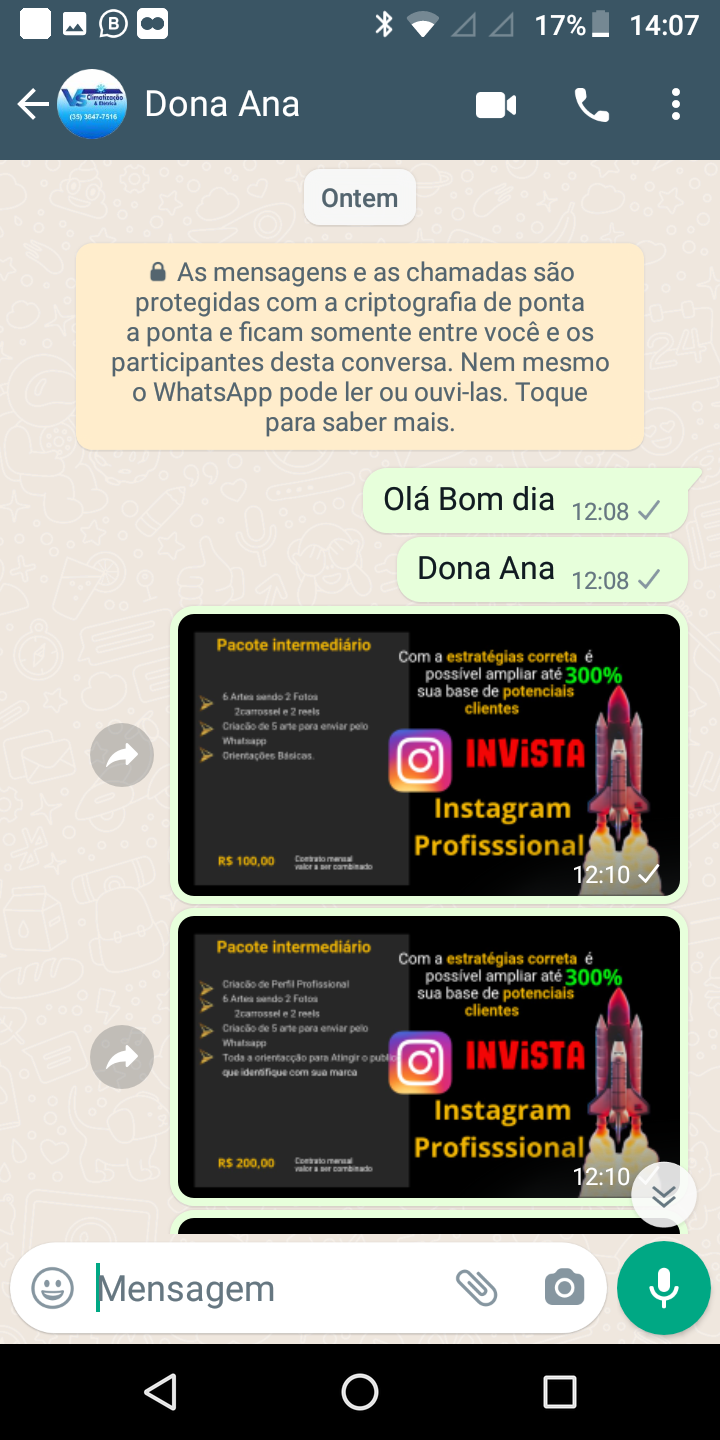 17% 14:07
VS Climatização
& Elétrica
(35) 3647-7516
Dona Ana
Ontem
As mensagens e as chamadas são
protegidas com a criptografia de ponta
a ponta e ficam somente entre você e os
participantes desta conversa. Nem mesmo
o WhatsApp pode ler ou ouvi-las. Toque
para saber mais.
Olá Bom dia 12:08
Dona Ana 12:08
Pacote intermediário
6 Artes sendo 2 Fotos
2carrossel e 2 reels
Criacão de 5 arte para enviar pelo
Whatsapp
Orientações Básicas.
R$ 100,00
Contrato mensal
valor a ser combinado
Com a estratégias correta é
possível ampliar até 300%
sua base de potenciais
clientes
INViSTA
Instagram
Profisssional
12:10
Pacote intermediário
Criacão de Perfil Profissional
6 Artes sendo 2 Fotos
2carrossel e 2 reels
Criacão de 5 arte para enviar pelo
Whatsapp
Toda a orientacção para Atingir o public
que identifique com sua marca
R$ 200,00
Contrato mensal
valor a ser combinado
Com a estratégias correta é
possível ampliar até 300%
sua base de potenciais
clientes
INViSTA
Instagram
Profisssional
12:10
Mensagem